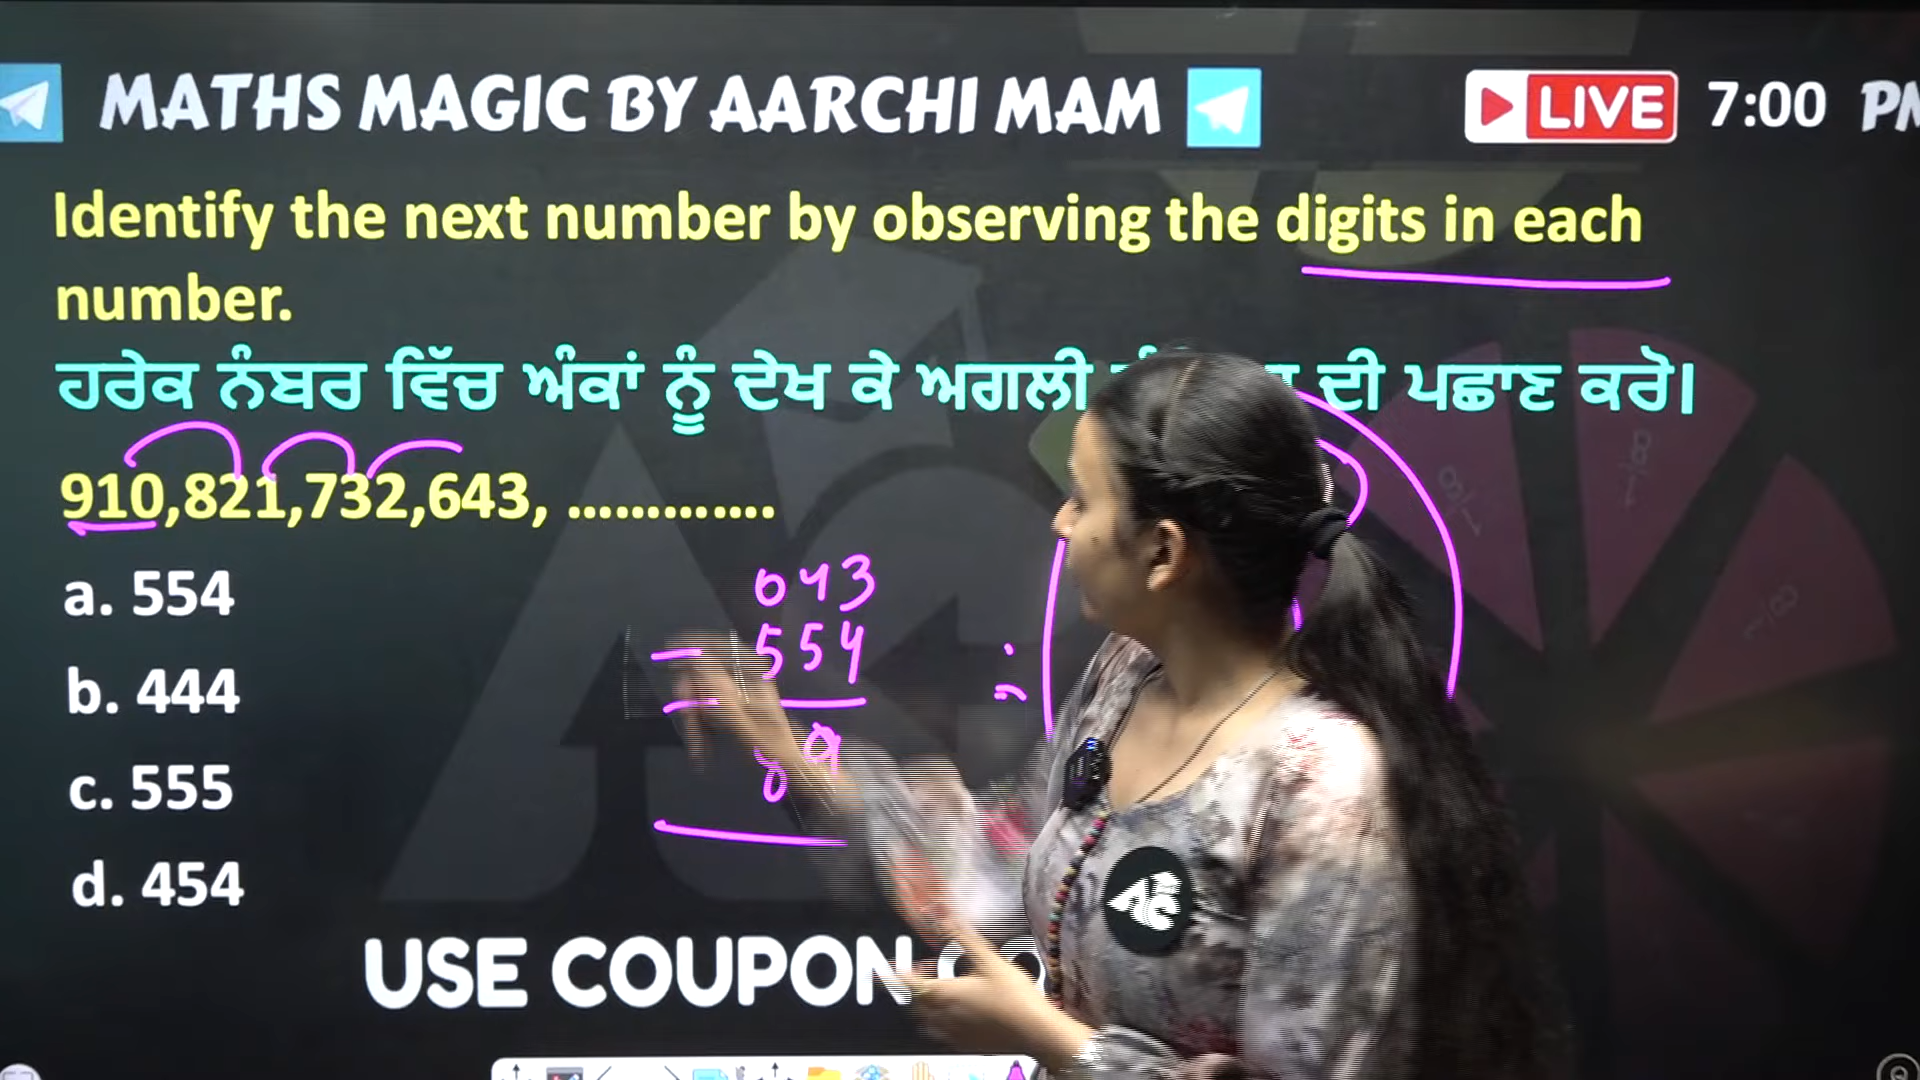 MATHS MAGIC BY AARCHI MAM LIVE 7:00
Identify the next number by observing the digits in each
number.
ਹਰੇਕ ਨੰਬਰ ਵਿੱਚ ਅੰਕਾਂ ਨੂੰ ਦੇਖ ਕੇ ਅਗਲੀ ਦੀ ਪਛਾਣ ਕਰੋ।
910,821,732,643, .............
a. 554
b. 444
c. 555
d. 454
643
- 554
89
USE COUPON